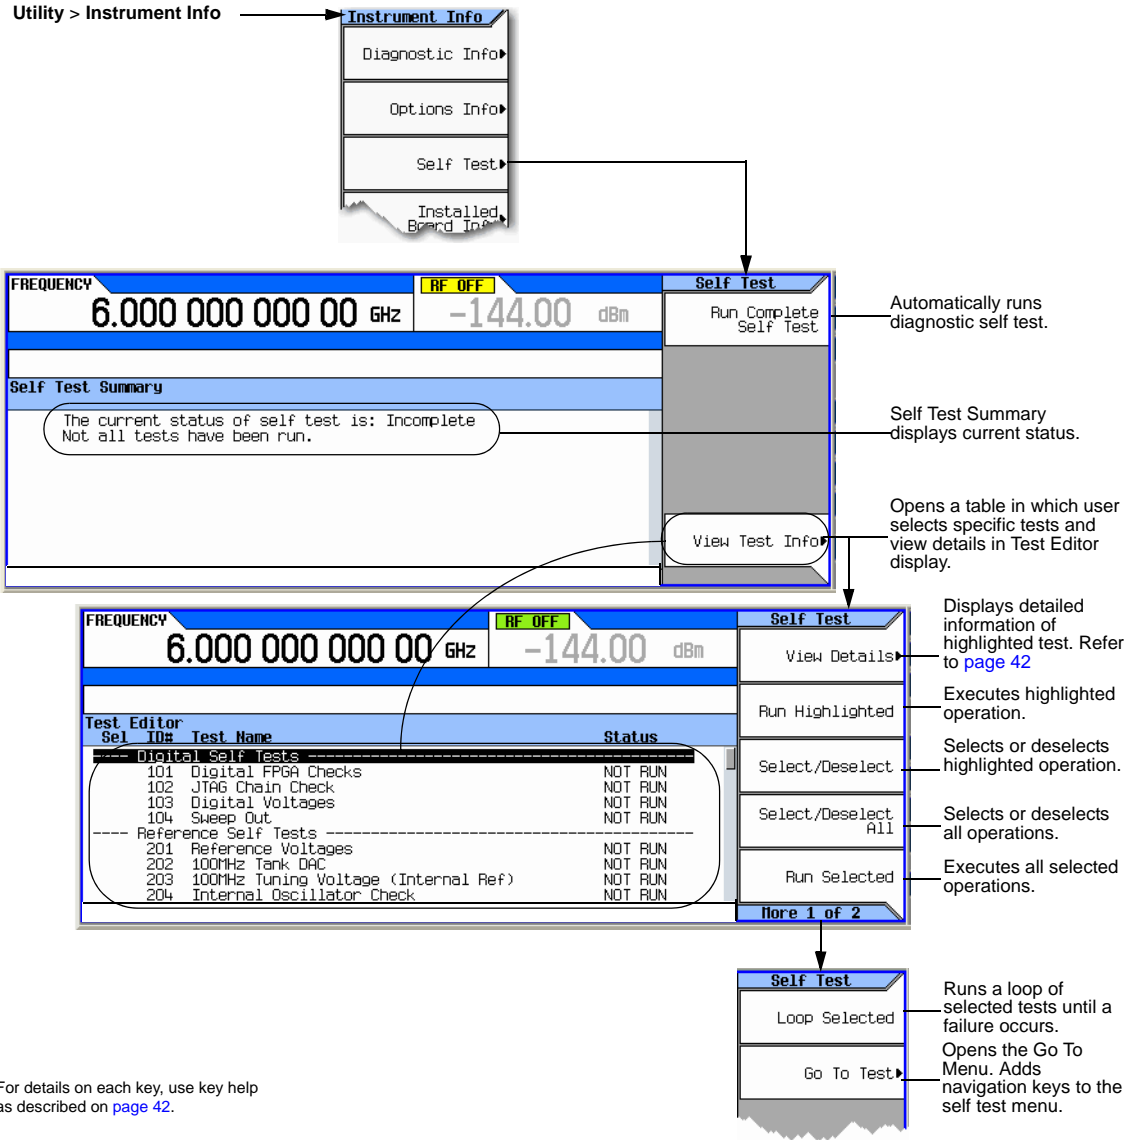 Utility > Instrument Info
Instrument Info
Diagnostic Info
Options Info
Self Test
Installed
Board Info
FREQUENCY
6.000 000 000 00 GHz
RF OFF
-144.00 dBm
Self Test
Run Complete
Self Test
Automatically runs
diagnostic self test.
Self Test Summary
The current status of self test is: Incomplete
Not all tests have been run.
Self Test Summary
displays current status.
View Test Info
Opens a table in which user
selects specific tests and
view details in Test Editor
display.
FREQUENCY
6.000 000 000 00 GHz
RF OFF
-144.00 dBm
Self Test
View Details
Displays detailed
information of
highlighted test. Refer
to page 42
Run Highlighted
Executes highlighted
operation.
Select/Deselect
Selects or deselects
highlighted operation.
Select/Deselect
All
Selects or deselects
all operations.
Run Selected
Executes all selected
operations.
More 1 of 2
Test Editor
Sel ID# Test Name Status
---- Digital Self Tests ----
101 Digital FPGA Checks NOT RUN
102 JTAG Chain Check NOT RUN
103 Digital Voltages NOT RUN
104 Sweep Out NOT RUN
---- Reference Self Tests ----
201 Reference Voltages NOT RUN
202 100MHz Tank DAC NOT RUN
203 100MHz Tuning Voltage (Internal Ref) NOT RUN
204 Internal Oscillator Check NOT RUN
Self Test
Loop Selected
Runs a loop of
selected tests until a
failure occurs.
Go To Test
Opens the Go To
Menu. Adds
navigation keys to the
self test menu.
For details on each key, use key help
as described on page 42.